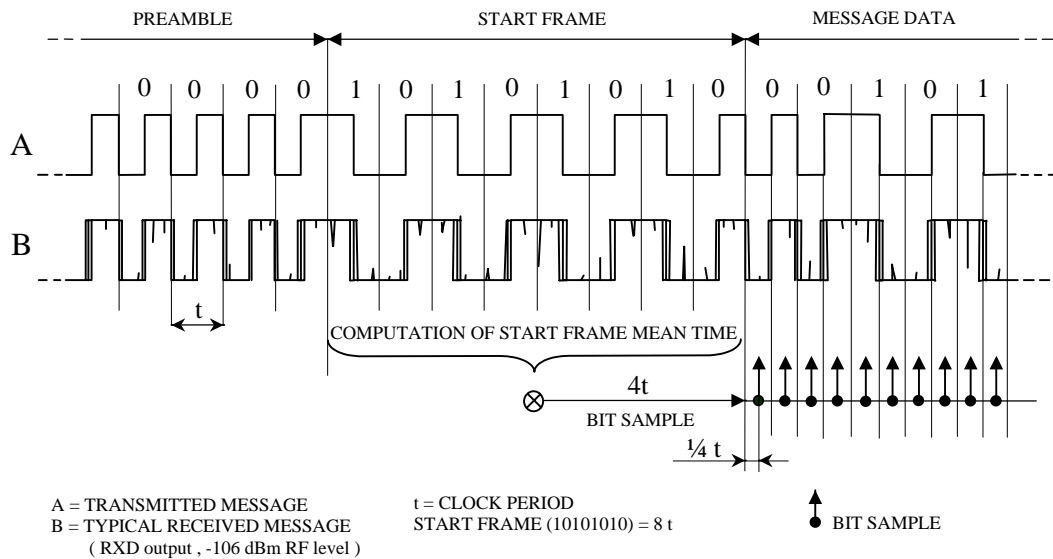 PREAMBLE START FRAME MESSAGE DATA
0 0 0 0 1 0 1 0 1 0 1 0 0 0 1 0 1
A
B
t
COMPUTATION OF START FRAME MEAN TIME
4t
BIT SAMPLE
¼ t
A = TRANSMITTED MESSAGE
B = TYPICAL RECEIVED MESSAGE
( RXD output , -106 dBm RF level )
t = CLOCK PERIOD
START FRAME (10101010) = 8 t
BIT SAMPLE